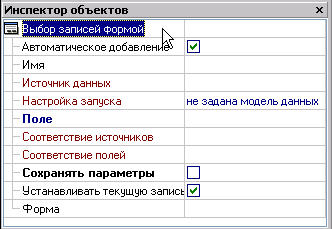 Инспектор объектов
Выбор записей формой
Автоматическое добавление
Имя
Источник данных
Настройка запуска не задана модель данных
Поле
Соответствие источников
Соответствие полей
Сохранять параметры
Устанавливать текущую запись
Форма